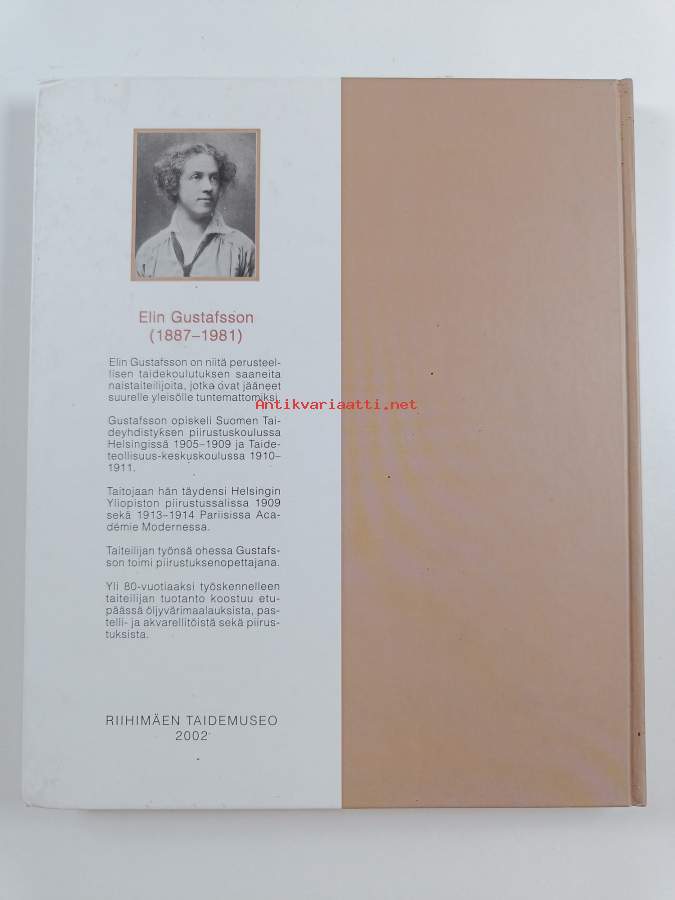 Elin Gustafsson
(1887–1981)
Elin Gustafsson on niitä perusteel-
lisen taidekoulutuksen saaneita
naistaiteilijoita, jotka ovat jääneet
suurelle yleisölle tuntemattomiksi.
Antikvariaatti.net
Gustafsson opiskeli Suomen Tai-
deyhdistyksen piirustuskoulussa
Helsingissä 1905–1909 ja Taide-
teollisuus-keskuskoulussa 1910–
1911.
Taitojaan hän täydensi Helsingin
Yliopiston piirustussalissa 1909
sekä 1913–1914 Pariisissa Aca-
démie Modernessa.
Taiteilijan työnsä ohessa Gustafs-
son toimi piirustuksenopettajana.
Yli 80-vuotiaaksi työskennelleen
taiteilijan tuotanto koostuu etu-
päässä öljyvärimaalauksista, pas-
telli- ja akvarellitöistä sekä piirus-
tuksista.
RIIHIMÄEN TAIDEMUSEO
2002